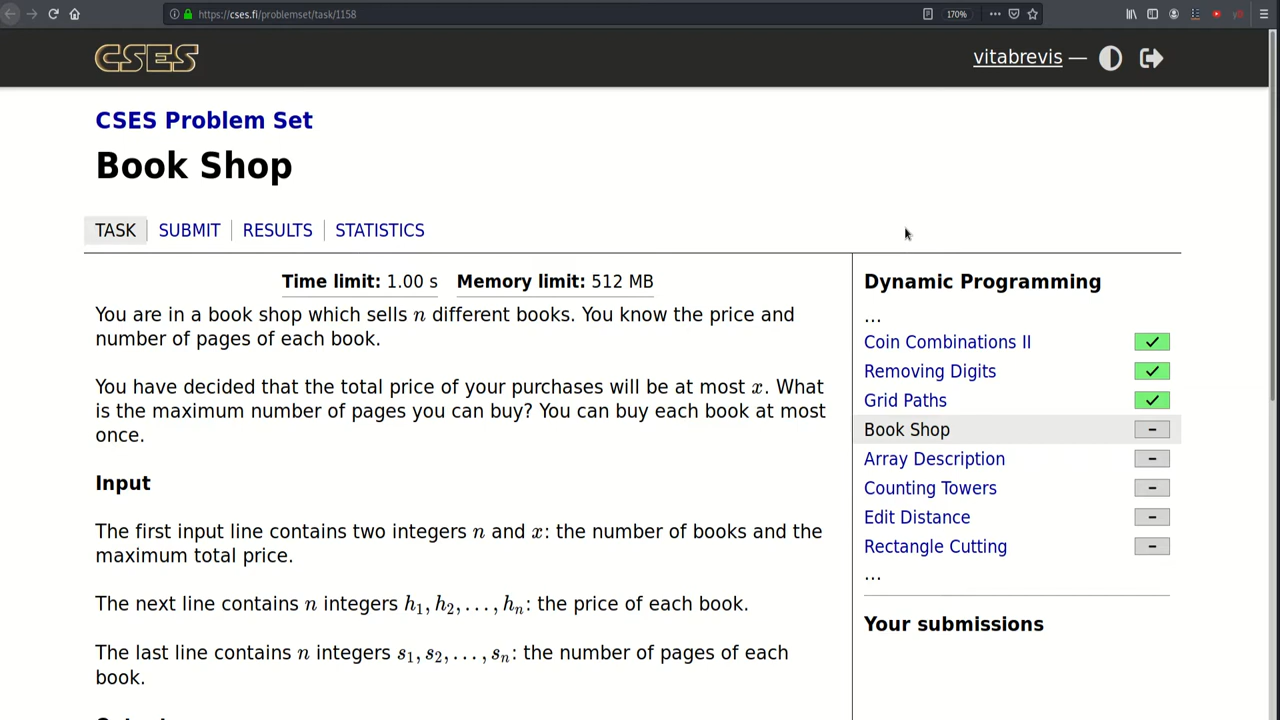 https://cses.fi/problemset/task/1158
170%
CSES
vitabrevis —
CSES Problem Set
Book Shop
TASK
SUBMIT
RESULTS
STATISTICS
Time limit: 1.00 s Memory limit: 512 MB
You are in a book shop which sells n different books. You know the price and
number of pages of each book.
You have decided that the total price of your purchases will be at most x. What
is the maximum number of pages you can buy? You can buy each book at most
once.
Input
The first input line contains two integers n and x: the number of books and the
maximum total price.
The next line contains n integers h₁, h₂, . . . , hₙ: the price of each book.
The last line contains n integers s₁, s₂, . . . , sₙ: the number of pages of each
book.
Dynamic Programming
...
Coin Combinations II
Removing Digits
Grid Paths
Book Shop –
Array Description –
Counting Towers –
Edit Distance –
Rectangle Cutting –
...
Your submissions